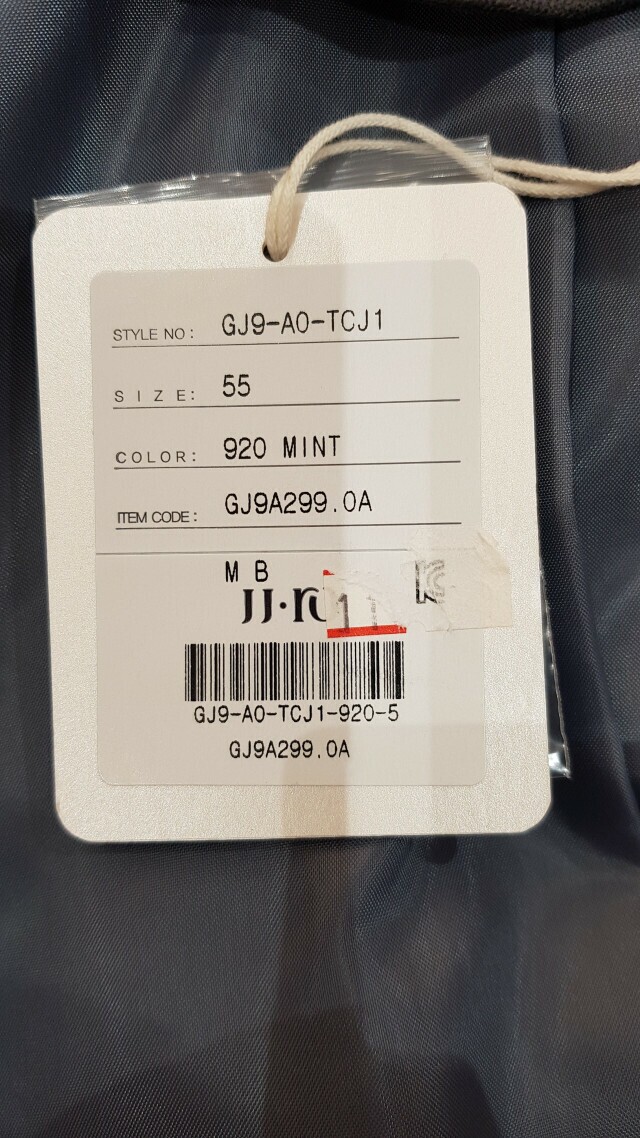 STYLE NO: GJ9-A0-TCJ1
SIZE: 55
COLOR: 920 MINT
ITEM CODE: GJ9A299.0A
M B
GJ9-A0-TCJ1-920-5
GJ9A299.0A